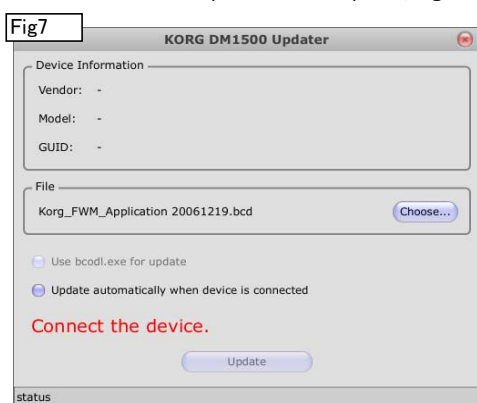 Fig7
KORG DM1500 Updater
Device Information
Vendor: -
Model: -
GUID: -
File
Korg_FWM_Application 20061219.bcd
Choose...
Use bcodl.exe for update
Update automatically when device is connected
Connect the device.
Update
status